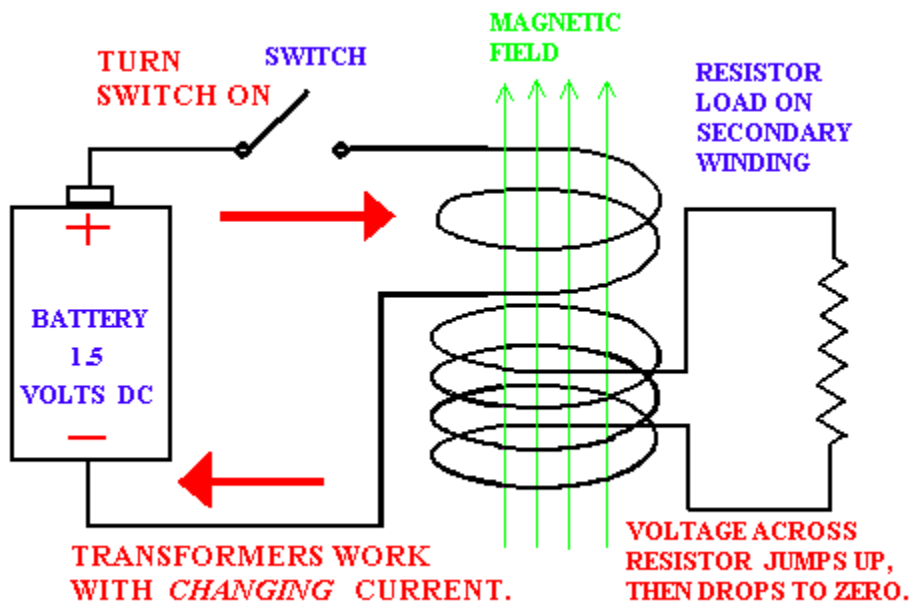 MAGNETIC
FIELD
TURN
SWITCH ON
SWITCH
RESISTOR
LOAD ON
SECONDARY
WINDING
+
BATTERY
1.5
VOLTS DC
−
TRANSFORMERS WORK
WITH CHANGING CURRENT.
VOLTAGE ACROSS
RESISTOR JUMPS UP,
THEN DROPS TO ZERO.